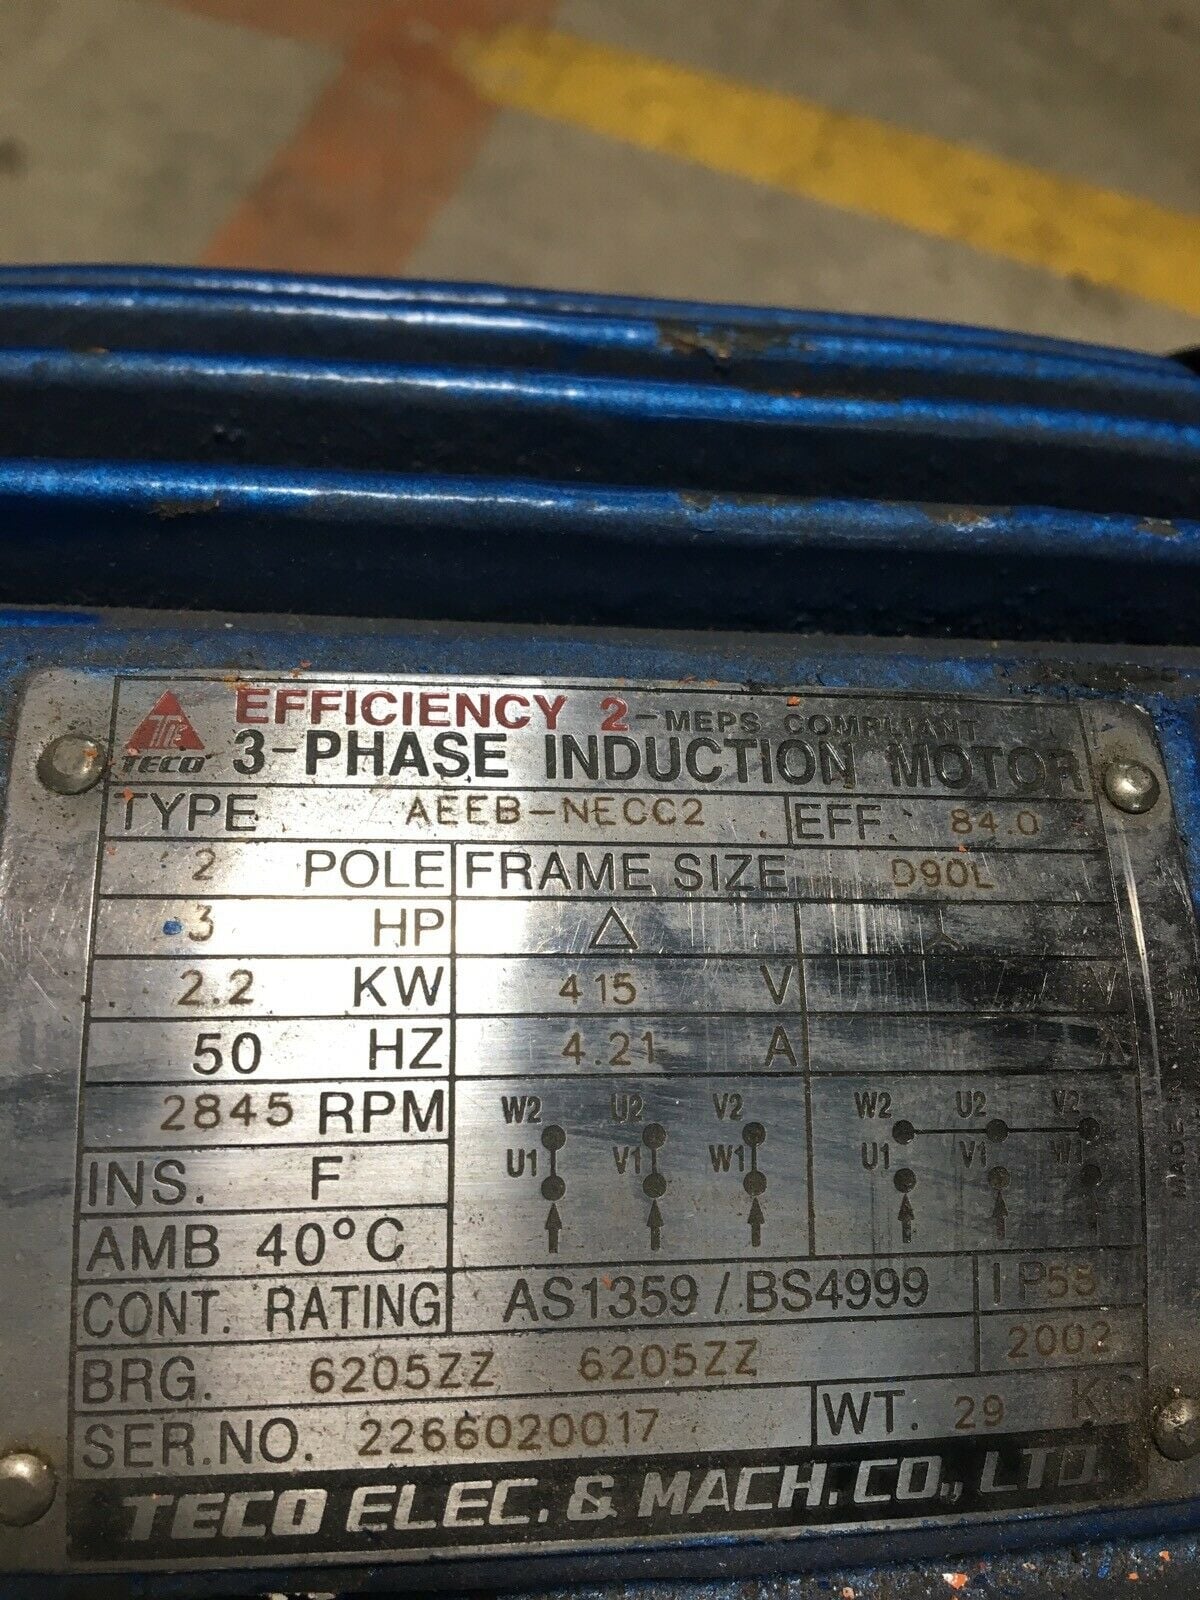 EFFICIENCY 2-MEPS COMPLIANT
TECO 3-PHASE INDUCTION MOTOR
TYPE AEEB-NECC2 EFF. 84.0
2 POLE FRAME SIZE D90L
3 HP △
2.2 KW 415 V V
50 HZ 4.21 A A
2845 RPM
W2 U2 V2 W2 U2 V2
U1 V1 W1 U1 V1 W1
INS. F
AMB 40°C
CONT. RATING AS1359/BS4999 IP55
BRG. 6205ZZ 6205ZZ 2002
SER.NO. 2266020017 WT. 29 KG
TECO ELEC. & MACH. CO., LTD.
MADE IN